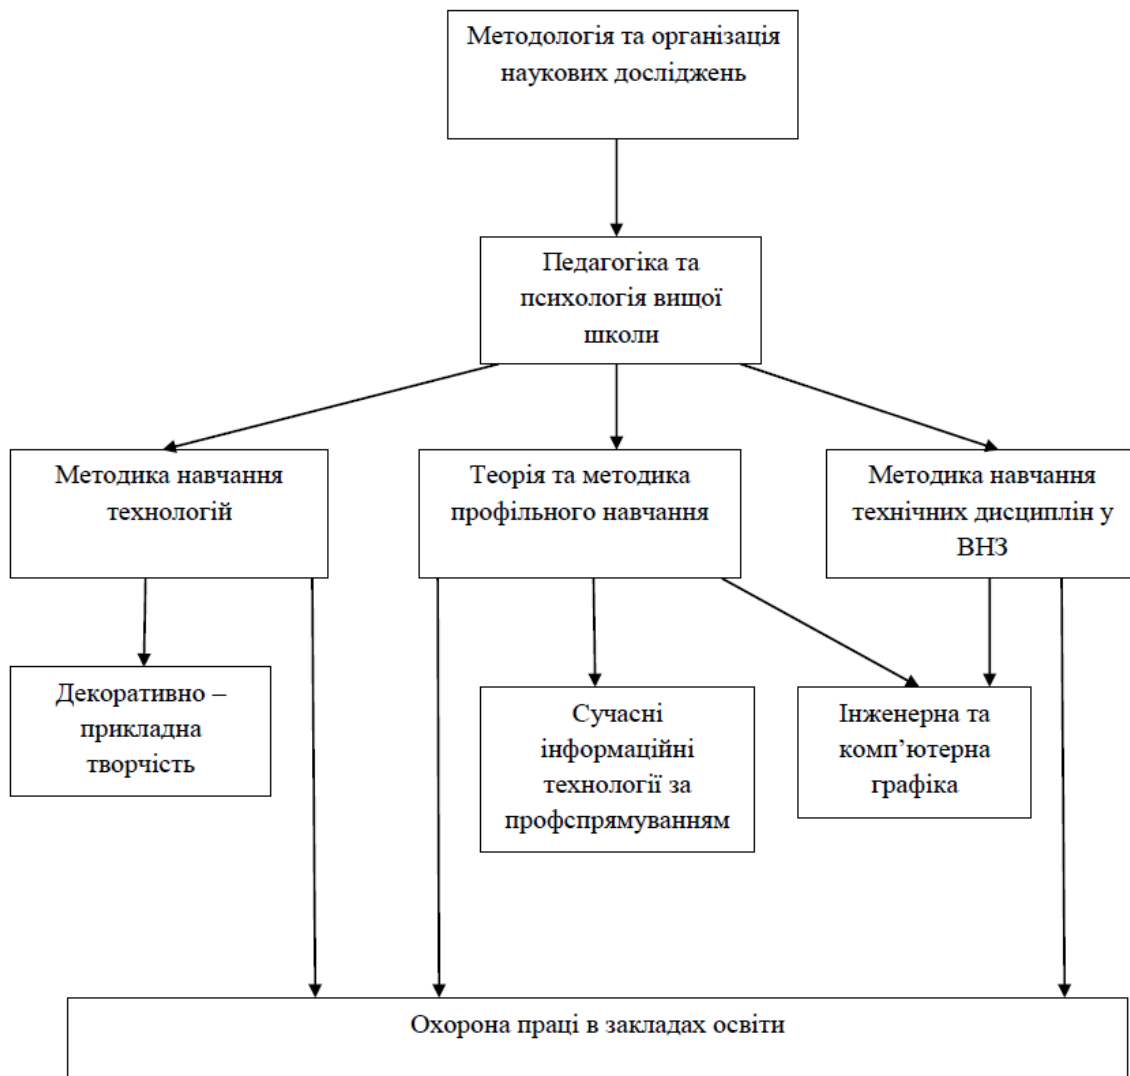 Методологія та організація
наукових досліджень
Педагогіка та
психологія вищої
школи
Методика навчання
технологій
Теорія та методика
профільного навчання
Методика навчання
технічних дисциплін у
ВНЗ
Декоративно –
прикладна
творчість
Сучасні
інформаційні
технології за
профспрямуванням
Інженерна та
комп’ютерна
графіка
Охорона праці в закладах освіти